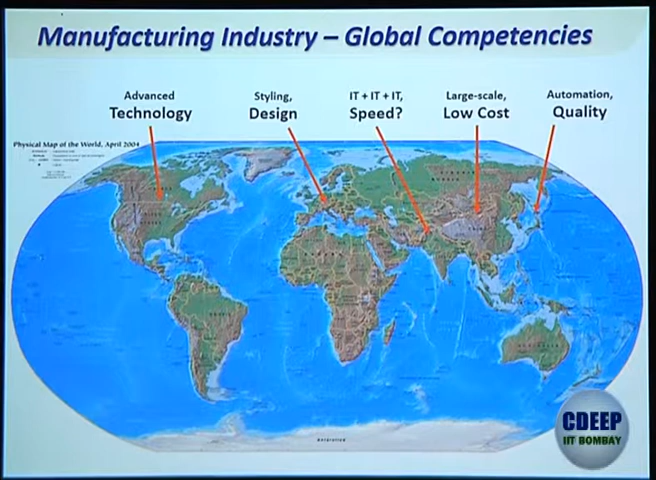 Manufacturing Industry – Global Competencies
Advanced
Technology
Styling,
Design
IT + IT + IT,
Speed?
Large-scale,
Low Cost
Automation,
Quality
Physical Map of the World, April 2004
CDEEP
IIT BOMBAY